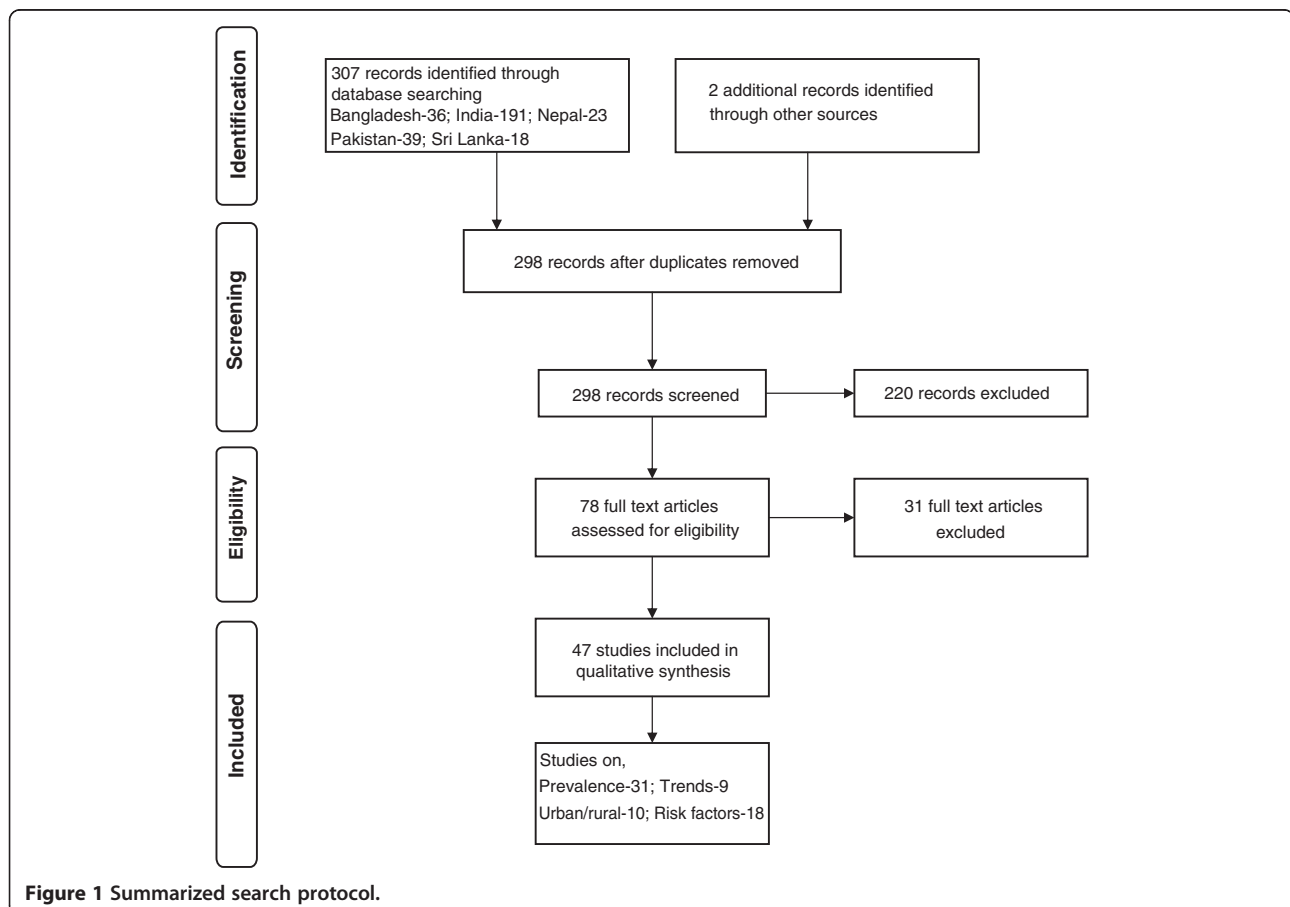 Identification
307 records identified through
database searching
Bangladesh-36; India-191; Nepal-23
Pakistan-39; Sri Lanka-18
2 additional records identified
through other sources
Screening
298 records after duplicates removed
298 records screened
220 records excluded
Eligibility
78 full text articles
assessed for eligibility
31 full text articles
excluded
Included
47 studies included in
qualitative synthesis
Studies on,
Prevalence-31; Trends-9
Urban/rural-10; Risk factors-18
Figure 1 Summarized search protocol.